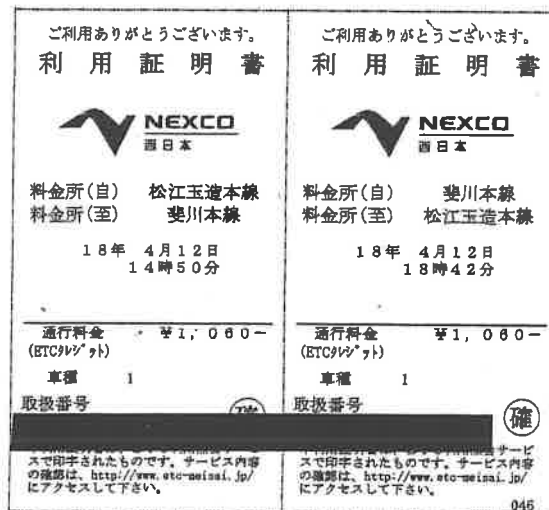 ご利用ありがとうございます。
利用証明書
NEXCO
西日本
料金所(自) 松江玉造本線
料金所(至) 斐川本線
18年 4月12日
14時50分
通行料金 ¥1,060-
(ETCクレジット)
車種 1
取扱番号
スで印字されたものです。サービス内容
の確認は、http://www.etc-meisai.jp/
にアクセスして下さい。
ご利用ありがとうございます。
利用証明書
NEXCO
西日本
料金所(自) 斐川本線
料金所(至) 松江玉造本線
18年 4月12日
18時42分
通行料金 ¥1,060-
(ETCクレジット)
車種 1
取扱番号
確
サービ
スで印字されたものです。サービス内容
の確認は、http://www.etc-meisai.jp/
にアクセスして下さい。
046